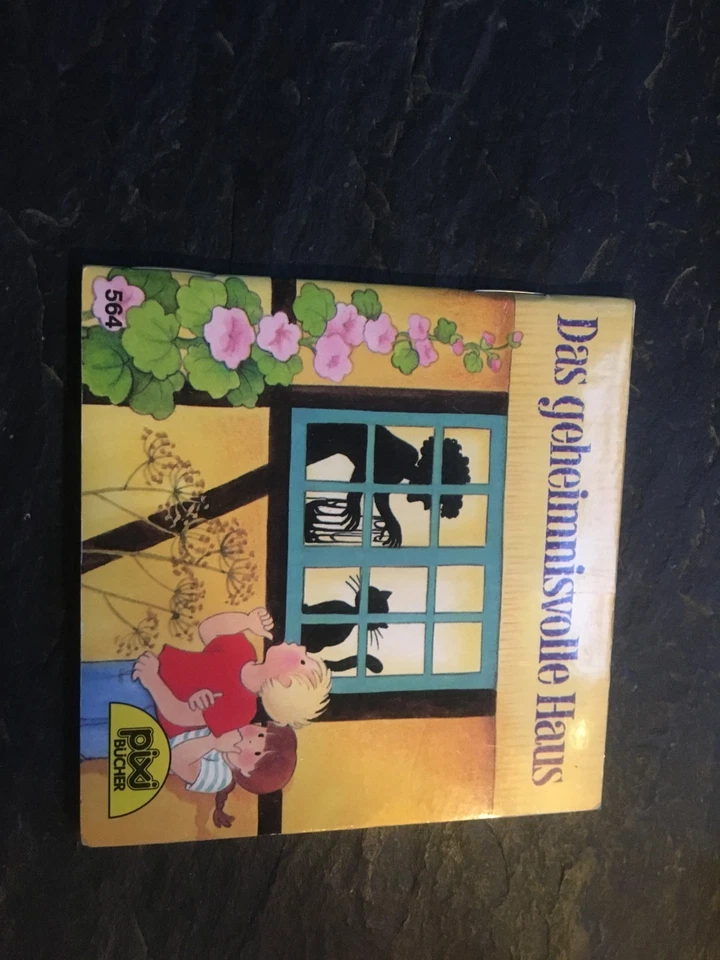 Das geheimnisvolle Haus
564
pixi
BÜCHER